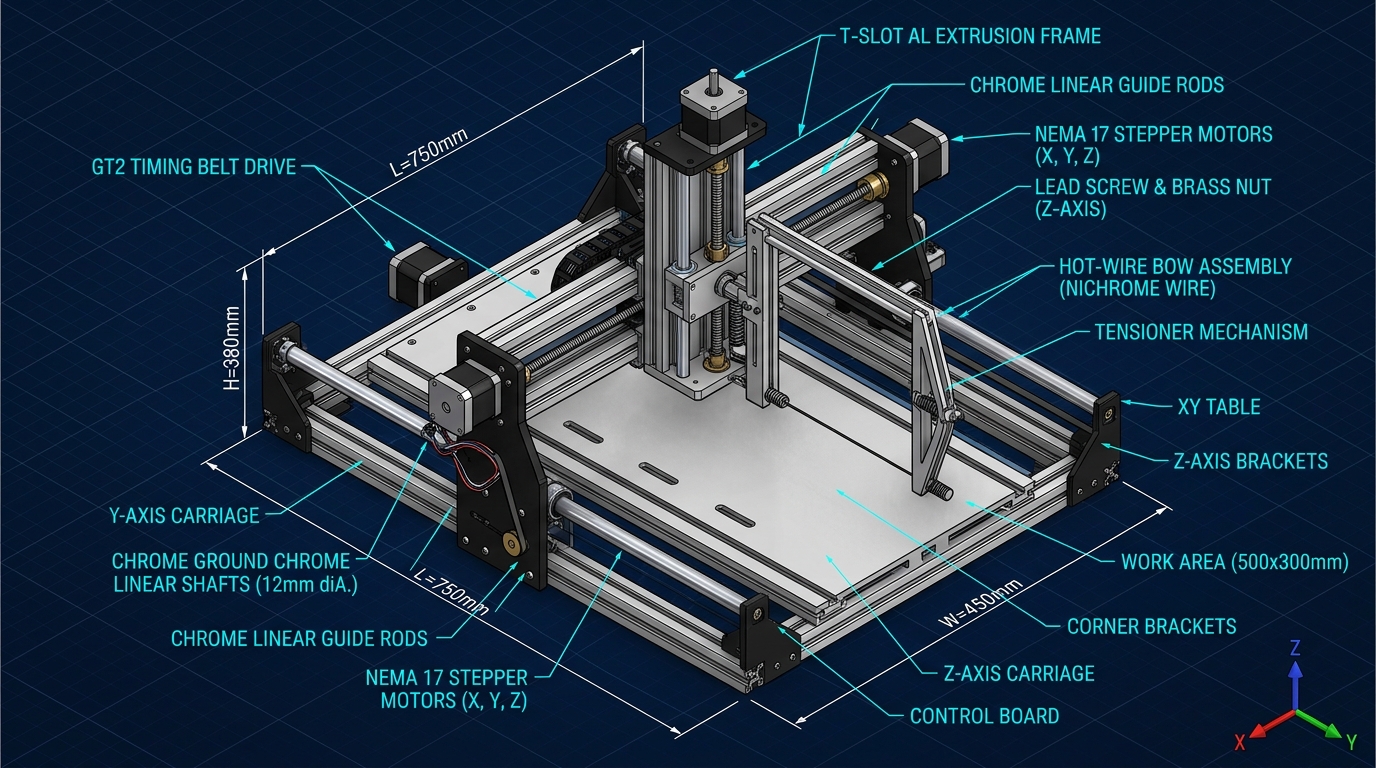 T-SLOT AL EXTRUSION FRAME
CHROME LINEAR GUIDE RODS
NEMA 17 STEPPER MOTORS
(X, Y, Z)
LEAD SCREW & BRASS NUT
(Z-AXIS)
HOT-WIRE BOW ASSEMBLY
(NICHROME WIRE)
TENSIONER MECHANISM
XY TABLE
Z-AXIS BRACKETS
WORK AREA (500x300mm)
CORNER BRACKETS
Z-AXIS CARRIAGE
CONTROL BOARD
L=750mm
GT2 TIMING BELT DRIVE
H=380mm
Y-AXIS CARRIAGE
CHROME GROUND CHROME
LINEAR SHAFTS (12mm diA.)
L=750mm
CHROME LINEAR GUIDE RODS
NEMA 17 STEPPER
MOTORS (X, Y, Z)
W=450mm
Z
X
Y